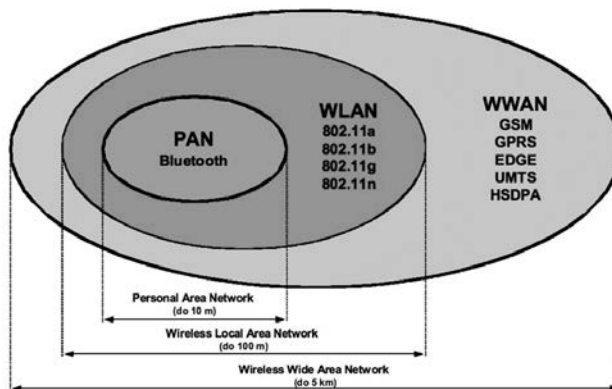 PAN
Bluetooth
WLAN
802.11a
802.11b
802.11g
802.11n
WWAN
GSM
GPRS
EDGE
UMTS
HSDPA
Personal Area Network
(do 10 m)
Wireless Local Area Network
(do 100 m)
Wireless Wide Area Network
(do 5 km)